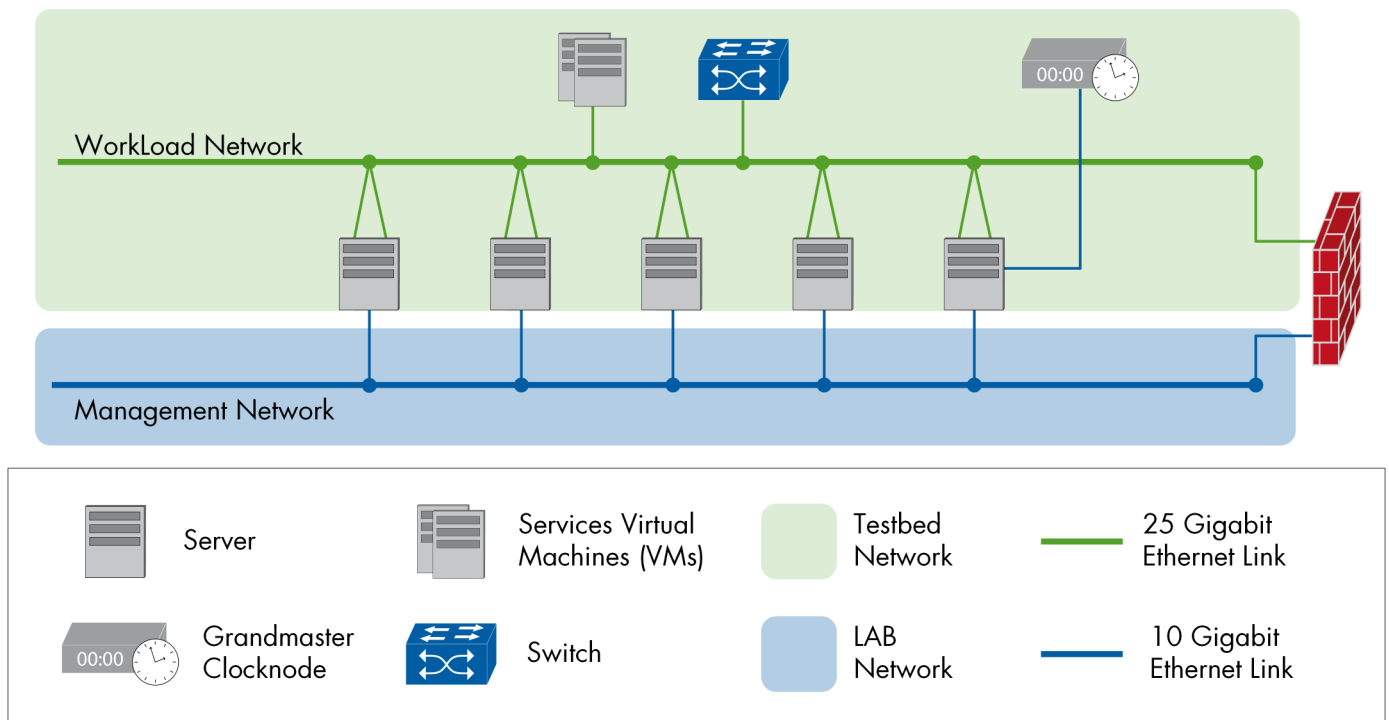 00:00
WorkLoad Network
Management Network
Server
Services Virtual
Machines (VMs)
Testbed
Network
25 Gigabit
Ethernet Link
00:00
Grandmaster
Clocknode
Switch
LAB
Network
10 Gigabit
Ethernet Link